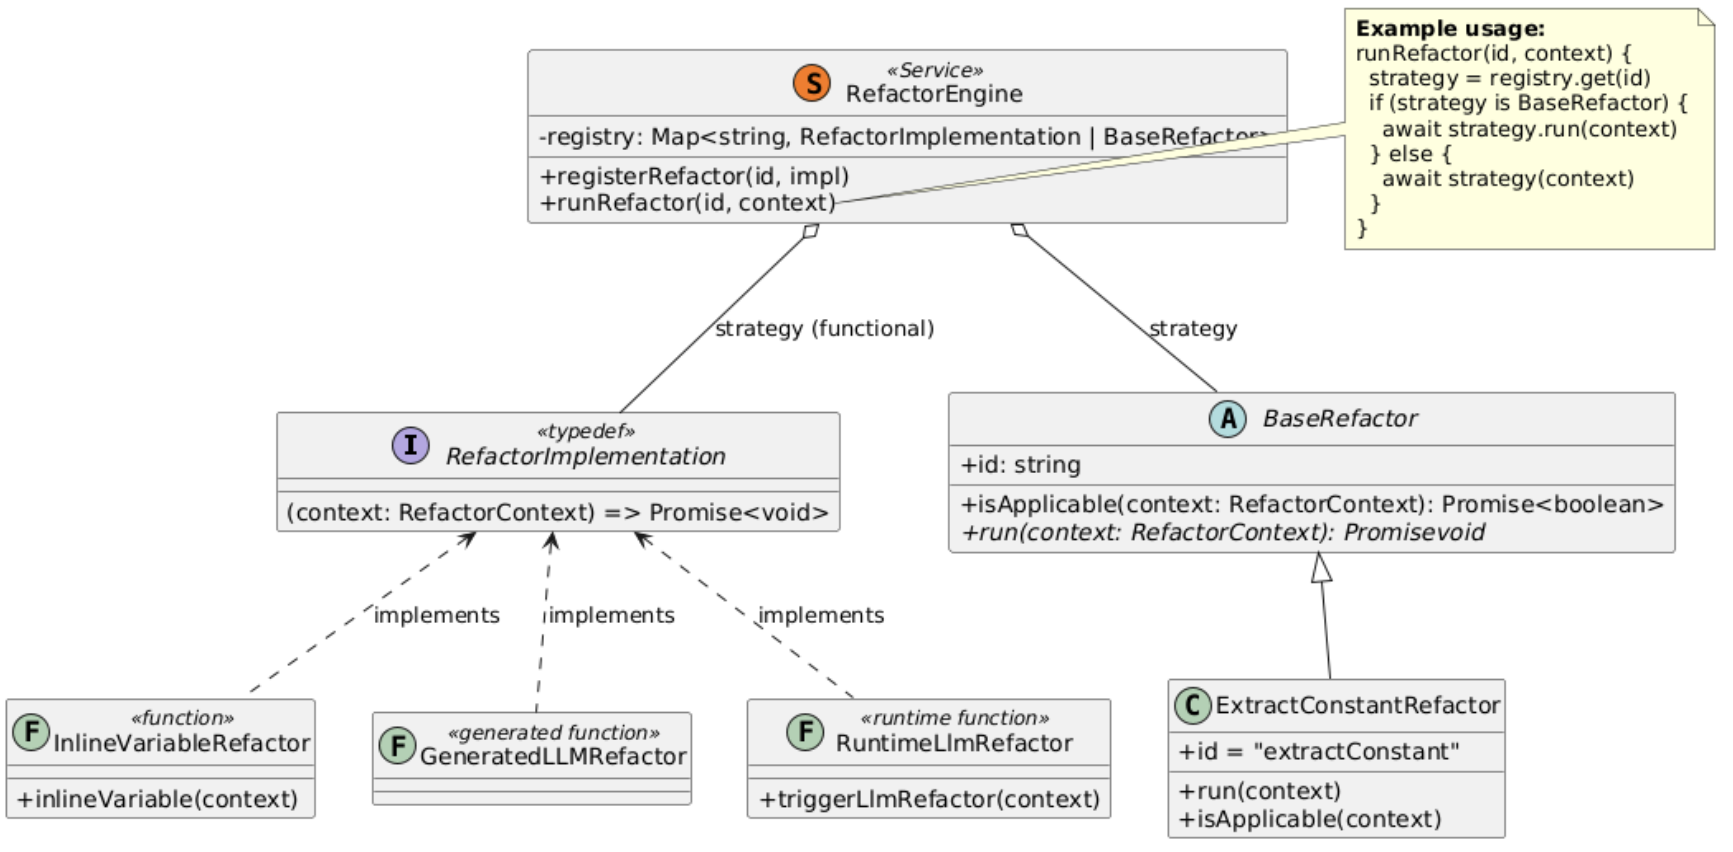 Example usage:
runRefactor(id, context) {
strategy = registry.get(id)
if (strategy is BaseRefactor) {
await strategy.run(context)
} else {
await strategy(context)
}
}
S
«Service»
RefactorEngine
-registry: Map<string, RefactorImplementation | BaseRefactor>
+registerRefactor(id, impl)
+runRefactor(id, context)
strategy (functional)
strategy
I
«typedef»
RefactorImplementation
(context: RefactorContext) => Promise<void>
A
BaseRefactor
+id: string
+isApplicable(context: RefactorContext): Promise<boolean>
+run(context: RefactorContext): Promisevoid
implements
implements
implements
F
«function»
InlineVariableRefactor
+inlineVariable(context)
F
«generated function»
GeneratedLLMRefactor
F
«runtime function»
RuntimeLlmRefactor
+triggerLlmRefactor(context)
C
ExtractConstantRefactor
+id = "extractConstant"
+run(context)
+isApplicable(context)